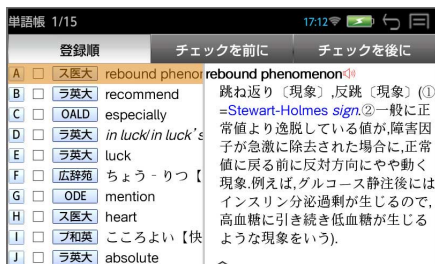 単語帳 1/15
17:12
登録順 チェックを前に チェックを後に
A ス医大 rebound phenor
B ラ英大 recommend
C OALD especially
D ラ英大 in luck/in luck's
E ラ英大 luck
F 広辞苑 ちょう‐りつ【
G ODE mention
H ス医大 heart
I プ和英 こころよい【快
J ラ英大 absolute
rebound phenomenon
跳ね返り〔現象〕,反跳〔現象〕(①
=Stewart-Holmes sign.②一般に正
常値より逸脱している値が,障害因
子が急激に除去された場合に,正常
値に戻る前に反対方向にやや動く
現象.例えば,グルコース静注後には
インスリン分泌過剰が生じるので,
高血糖に引き続き低血糖が生じる
ような現象をいう).